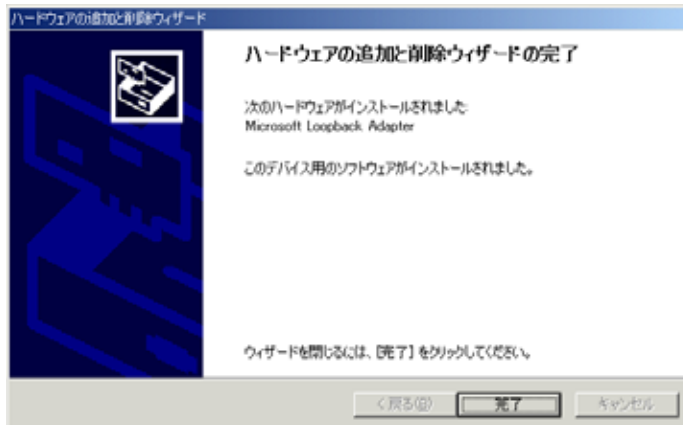 ハードウェアの追加と削除ウィザード
ハードウェアの追加と削除ウィザードの完了
次のハードウェアがインストールされました:
Microsoft Loopback Adapter
このデバイス用のソフトウェアがインストールされました。
ウィザードを閉じるには、[完了] をクリックしてください。
< 戻る(B)
完了
キャンセル